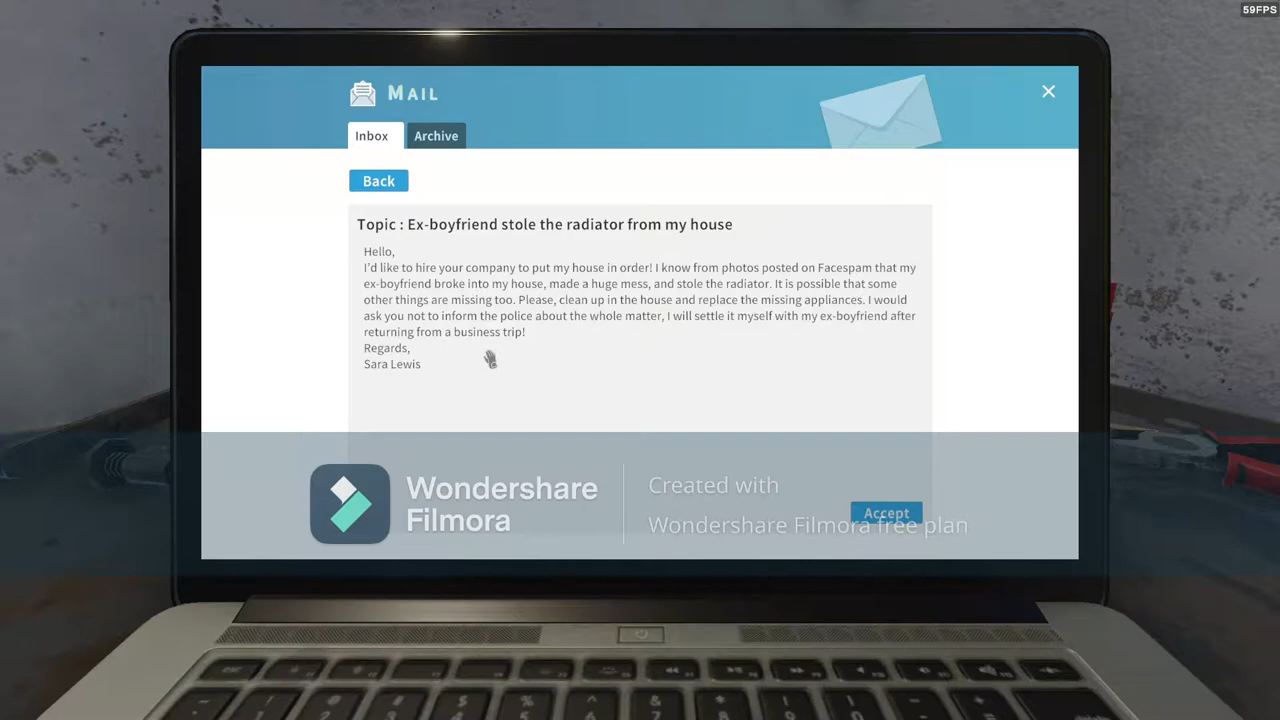 59FPS
MAIL
Inbox
Archive
Back
Topic : Ex-boyfriend stole the radiator from my house
Hello,
I'd like to hire your company to put my house in order! I know from photos posted on Facespam that my
ex-boyfriend broke into my house, made a huge mess, and stole the radiator. It is possible that some
other things are missing too. Please, clean up in the house and replace the missing appliances. I would
ask you not to inform the police about the whole matter, I will settle it myself with my ex-boyfriend after
returning from a business trip!
Regards,
Sara Lewis
Accept
Wondershare
Filmora
Created with
Wondershare Filmora free plan